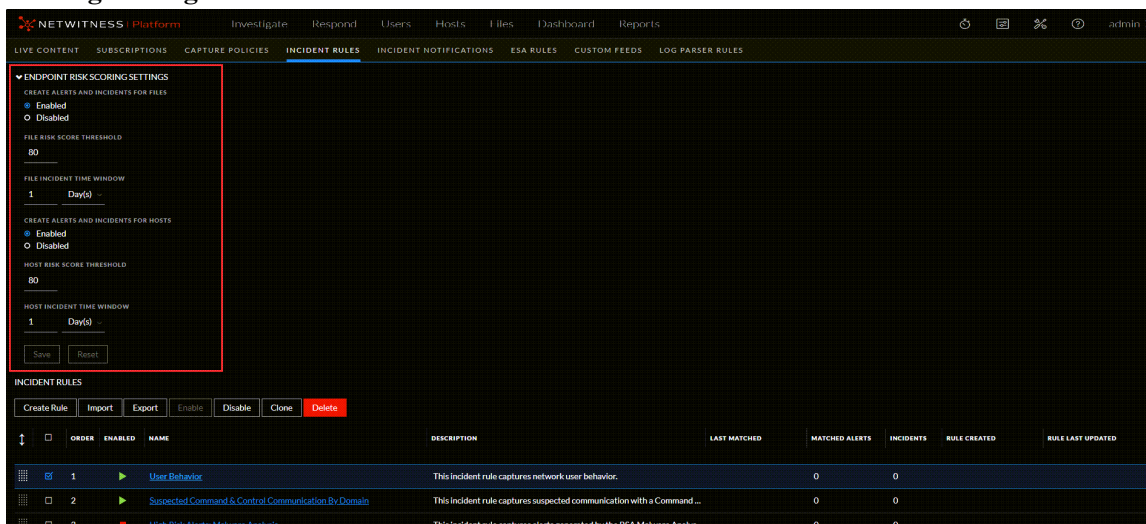 NETWITNESS Platform Investigate Respond Users Hosts Files Dashboard Reports admin
LIVE CONTENT SUBSCRIPTIONS CAPTURE POLICIES INCIDENT RULES INCIDENT NOTIFICATIONS ESA RULES CUSTOM FEEDS LOG PARSER RULES
ENDPOINT RISK SCORING SETTINGS
CREATE ALERTS AND INCIDENTS FOR FILES
Enabled
Disabled
FILE RISK SCORE THRESHOLD
80
FILE INCIDENT TIME WINDOW
1 Day(s)
CREATE ALERTS AND INCIDENTS FOR HOSTS
Enabled
Disabled
HOST RISK SCORE THRESHOLD
80
HOST INCIDENT TIME WINDOW
1 Day(s)
Save Reset
INCIDENT RULES
Create Rule Import Export Enable Disable Clone Delete
ORDER ENABLED NAME DESCRIPTION LAST MATCHED MATCHED ALERTS INCIDENTS RULE CREATED RULE LAST UPDATED
1 User Behavior This incident rule captures network user behavior. 0 0
2 Suspected Command & Control Communication By Domain This incident rule captures suspected communication with a Command ... 0 0